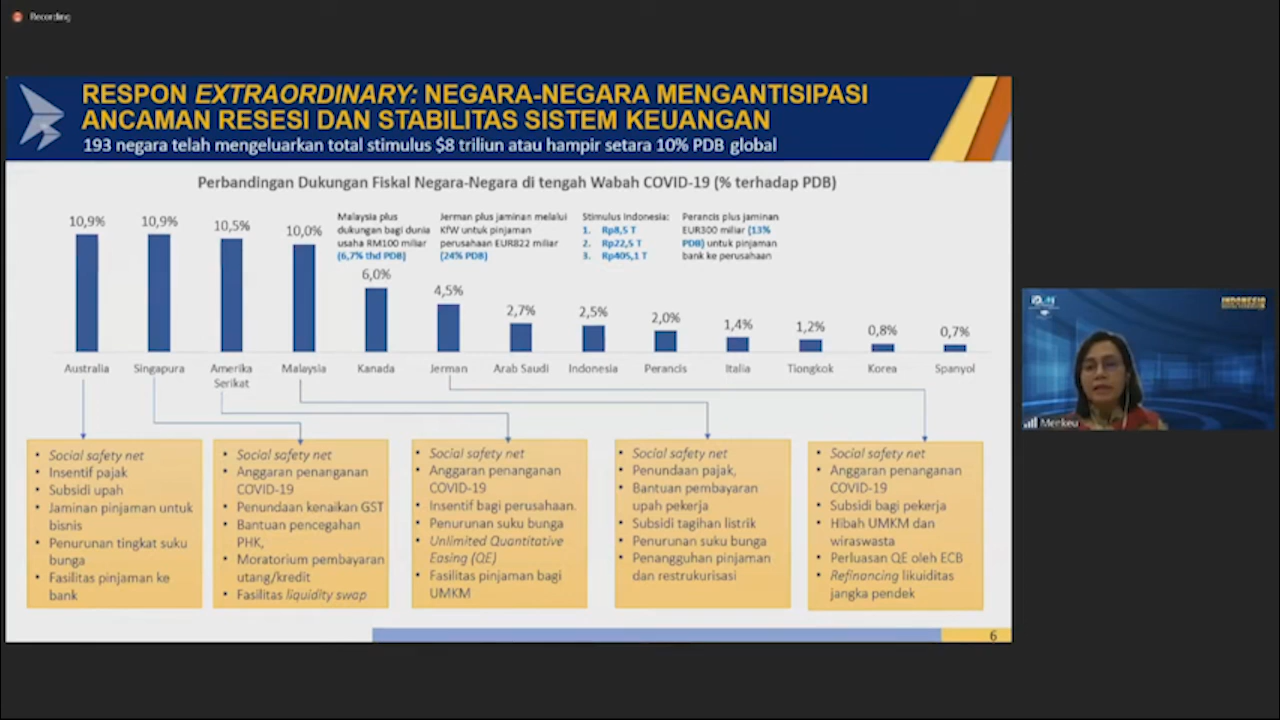 Recording
RESPON EXTRAORDINARY: NEGARA-NEGARA MENGANTISIPASI
ANCAMAN RESESI DAN STABILITAS SISTEM KEUANGAN
193 negara telah mengeluarkan total stimulus $8 triliun atau hampir setara 10% PDB global
Perbandingan Dukungan Fiskal Negara-Negara di tengah Wabah COVID-19 (% terhadap PDB)
10,9%
10,9%
10,5%
10,0%
6,0%
4,5%
2,7%
2,5%
2,0%
1,4%
1,2%
0,8%
0,7%
Malaysia plus
dukungan bagi dunia
usaha RM100 miliar
(6,7% thd PDB)
Jerman plus jaminan melalui
KfW untuk pinjaman
perusahaan EUR822 miliar
(24% PDB)
Stimulus Indonesia:
1. Rp8,5 T
2. Rp22,5 T
3. Rp405,1 T
Perancis plus jaminan
EUR300 miliar (13%
PDB) untuk pinjaman
bank ke perusahaan
Australia
Singapura
Amerika
Serikat
Malaysia
Kanada
Jerman
Arab Saudi
Indonesia
Perancis
Italia
Tiongkok
Korea
Spanyol
• Social safety net
• Insentif pajak
• Subsidi upah
• Jaminan pinjaman untuk
bisnis
• Penurunan tingkat suku
bunga
• Fasilitas pinjaman ke
bank
• Social safety net
• Anggaran penanganan
COVID-19
• Penundaan kenaikan GST
• Bantuan pencegahan
PHK,
• Moratorium pembayaran
utang/kredit
• Fasilitas liquidity swap
• Social safety net
• Anggaran penanganan
COVID-19
• Insentif bagi perusahaan.
• Penurunan suku bunga
• Unlimited Quantitative
Easing (QE)
• Fasilitas pinjaman bagi
UMKM
• Social safety net
• Penundaan pajak,
• Bantuan pembayaran
upah pekerja
• Subsidi tagihan listrik
• Penurunan suku bunga
• Penangguhan pinjaman
dan restrukurisasi
• Social safety net
• Anggaran penanganan
COVID-19
• Subsidi bagi pekerja
• Hibah UMKM dan
wiraswasta
• Perluasan QE oleh ECB
• Refinancing likuiditas
jangka pendek
6
INDONESIA
Menkeu